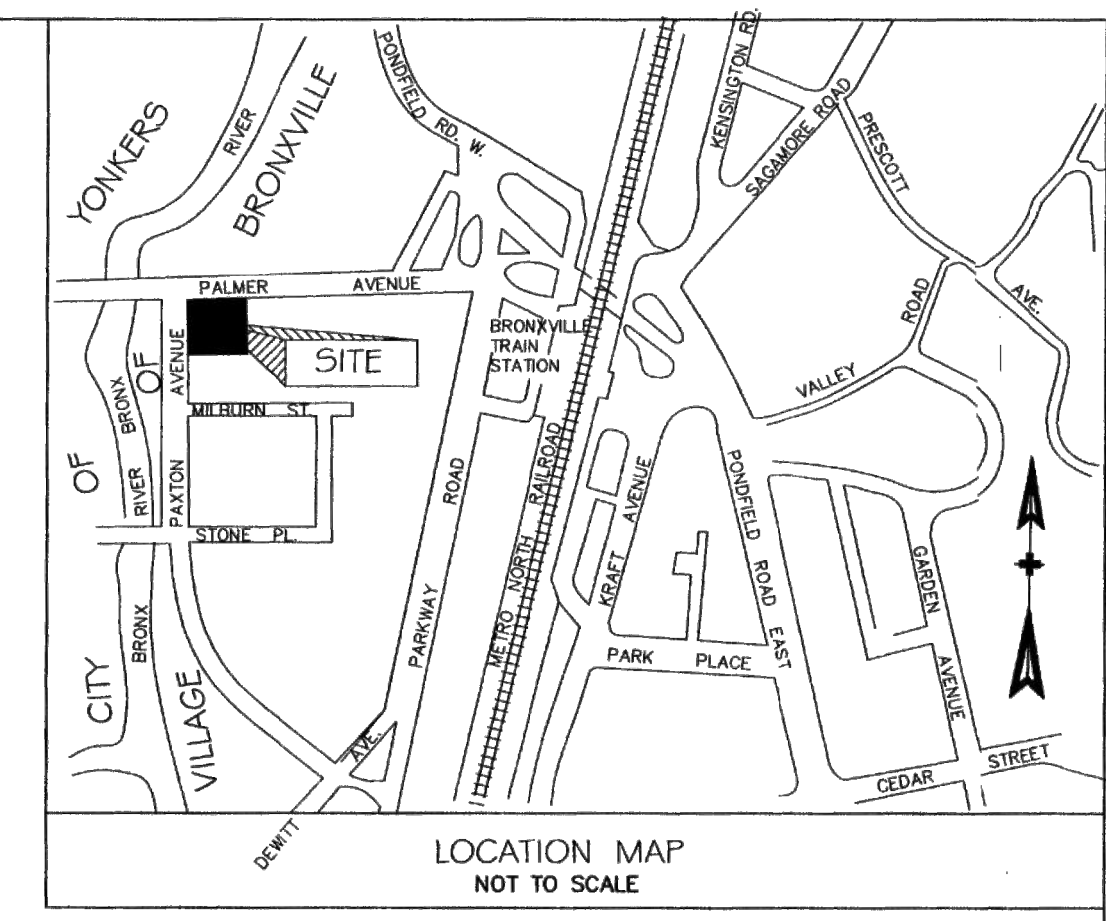 YONKERS
RIVER
BRONXVILLE
PONDFIELD RD. W.
KENSINGTON RD.
SAGAMORE ROAD
PRESCOTT
AVE.
PALMER AVENUE
SITE
BRONXVILLE
TRAIN
STATION
VALLEY ROAD
MILBURN ST.
PAXTON AVENUE
STONE PL.
BRONX RIVER
BRONX
CITY OF
VILLAGE OF
PARKWAY ROAD
METRO NORTH RAILROAD
KRAFT AVENUE
PONDFIELD ROAD EAST
PARK PLACE
GARDEN AVENUE
CEDAR STREET
DEWITT AVE.
LOCATION MAP
NOT TO SCALE